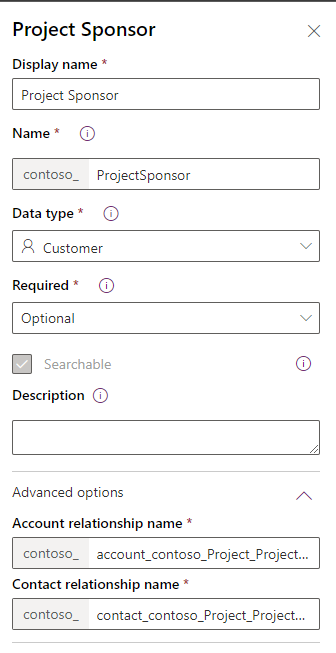 Project Sponsor
Display name *
Project Sponsor
Name *
contoso_ ProjectSponsor
Data type *
Customer
Required *
Optional
Searchable
Description
Advanced options
Account relationship name *
contoso_ account_contoso_Project_Project...
Contact relationship name *
contoso_ contact_contoso_Project_Project...